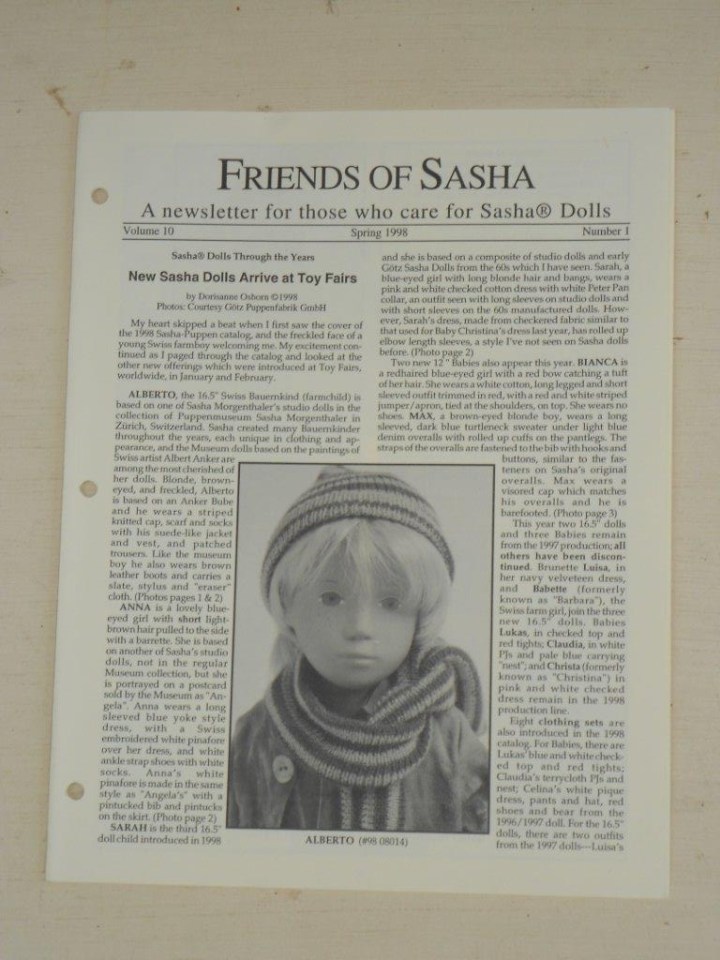 FRIENDS OF SASHA
A newsletter for those who care for Sasha® Dolls
Volume 10 Spring 1998 Number 1
Sasha® Dolls Through the Years
New Sasha Dolls Arrive at Toy Fairs
by Dorisanne Osborn ©1998
Photos: Courtesy Götz Puppenfabrik GmbH
My heart skipped a beat when I first saw the cover of
the 1998 Sasha-Puppen catalog, and the freckled face of a
young Swiss farmboy welcoming me. My excitement con-
tinued as I paged through the catalog and looked at the
other new offerings which were introduced at Toy Fairs,
worldwide, in January and February.
ALBERTO, the 16.5" Swiss Bauernkind (farmchild) is
based on one of Sasha Morgenthaler's studio dolls in the
collection of Puppenmuseum Sasha Morgenthaler in
Zürich, Switzerland. Sasha created many Bauernkinder
throughout the years, each unique in clothing and ap-
pearance, and the Museum dolls based on the paintings of
Swiss artist Albert Anker are
among the most cherished of
her dolls. Blonde, brown-
eyed, and freckled, Alberto
is based on an Anker Bube
and he wears a striped
knitted cap, scarf and socks
with his suede-like jacket
and vest, and patched
trousers. Like the museum
boy he also wears brown
leather boots and carries a
slate, stylus and "eraser"
cloth. (Photos pages 1 & 2)
ANNA is a lovely blue-
eyed girl with short light-
brown hair pulled to the side
with a barrette. She is based
on another of Sasha's studio
dolls, not in the regular
Museum collection, but she
is portrayed on a postcard
sold by the Museum as "An-
gela". Anna wears a long
sleeved blue yoke style
dress, with a Swiss
embroidered white pinafore
over her dress, and white
ankle strap shoes with white
socks. Anna's white
pinafore is made in the same
style as "Angela's" with a
pintucked bib and pintucks
on the skirt. (Photo page 2)
SARAH is the third 16.5"
doll child introduced in 1998
ALBERTO (#98 08014)
and she is based on a composite of studio dolls and early
Götz Sasha Dolls from the 60s which I have seen. Sarah, a
blue-eyed girl with long blonde hair and bangs, wears a
pink and white checked cotton dress with white Peter Pan
collar, an outfit seen with long sleeves on studio dolls and
with short sleeves on the 60s manufactured dolls. How-
ever, Sarah's dress, made from checkered fabric similar to
that used for Baby Christina's dress last year, has rolled up
elbow length sleeves, a style I've not seen on Sasha dolls
before. (Photo page 2)
Two new 12" Babies also appear this year. BIANCA is
a redhaired blue-eyed girl with a red bow catching a tuft
of her hair. She wears a white cotton, long legged and short
sleeved outfit trimmed in red, with a red and white striped
jumper/apron, tied at the shoulders, on top. She wears no
shoes. MAX, a brown-eyed blonde boy, wears a long
sleeved, dark blue turtleneck sweater under light blue
denim overalls with rolled up cuffs on the pantlegs. The
straps of the overalls are fastened to the bib with hooks and
buttons, similar to the fas-
teners on Sasha's original
overalls. Max wears a
visored cap which matches
his overalls and he is
barefooted. (Photo page 3)
This year two 16.5" dolls
and three Babies remain
from the 1997 production; all
others have been discon-
tinued. Brunette Luisa, in
her navy velveteen dress,
and Babette (formerly
known as "Barbara"), the
Swiss farm girl, join the three
new 16.5" dolls. Babies
Lukas, in checked top and
red tights; Claudia, in white
PJs and pale blue carrying
"nest"; and Christa (formerly
known as "Christina") in
pink and white checked
dress remain in the 1998
production line.
Eight clothing sets are
also introduced in the 1998
catalog. For Babies, there are
Lukas' blue and white check-
ed top and red tights;
Claudia's terrycloth PJs and
nest; Celina's white pique
dress, pants and hat, red
shoes and bear from the
1996/1997 doll. For the 16.5"
dolls, there are two outfits
from the 1997 dolls—Luisa's